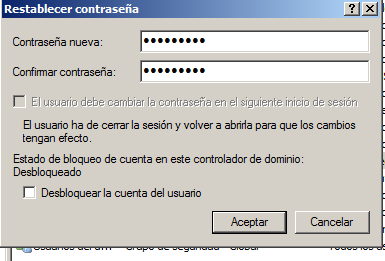 Restablecer contraseña
Contraseña nueva:
•••••••••
Confirmar contraseña:
•••••••••
El usuario debe cambiar la contraseña en el siguiente inicio de sesión
El usuario ha de cerrar la sesión y volver a abrirla para que los cambios
tengan efecto.
Estado de bloqueo de cuenta en este controlador de dominio:
Desbloqueado
Desbloquear la cuenta del usuario
Aceptar
Cancelar